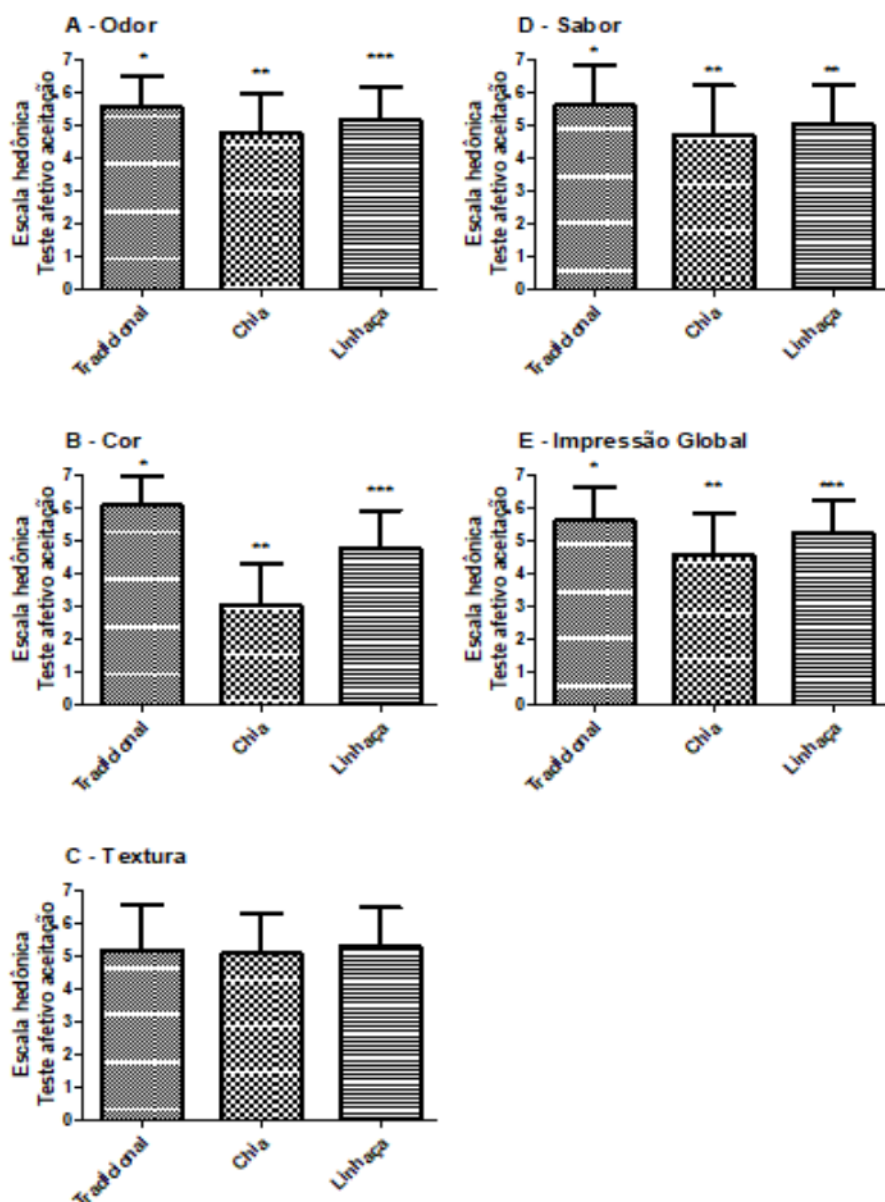 A - Odor
Escala hedônica
Teste afetivo aceitação
7
6
5
4
3
2
1
0
* ** ***
Tradicional
Chia
Linhaça
D - Sabor
Escala hedônica
Teste afetivo aceitação
7
6
5
4
3
2
1
0
* ** **
Tradicional
Chia
Linhaça
B - Cor
Escala hedônica
Teste afetivo aceitação
7
6
5
4
3
2
1
0
* ** ***
Tradicional
Chia
Linhaça
E - Impressão Global
Escala hedônica
Teste afetivo aceitação
7
6
5
4
3
2
1
0
* ** ***
Tradicional
Chia
Linhaça
C - Textura
Escala hedônica
Teste afetivo aceitação
7
6
5
4
3
2
1
0
Tradicional
Chia
Linhaça